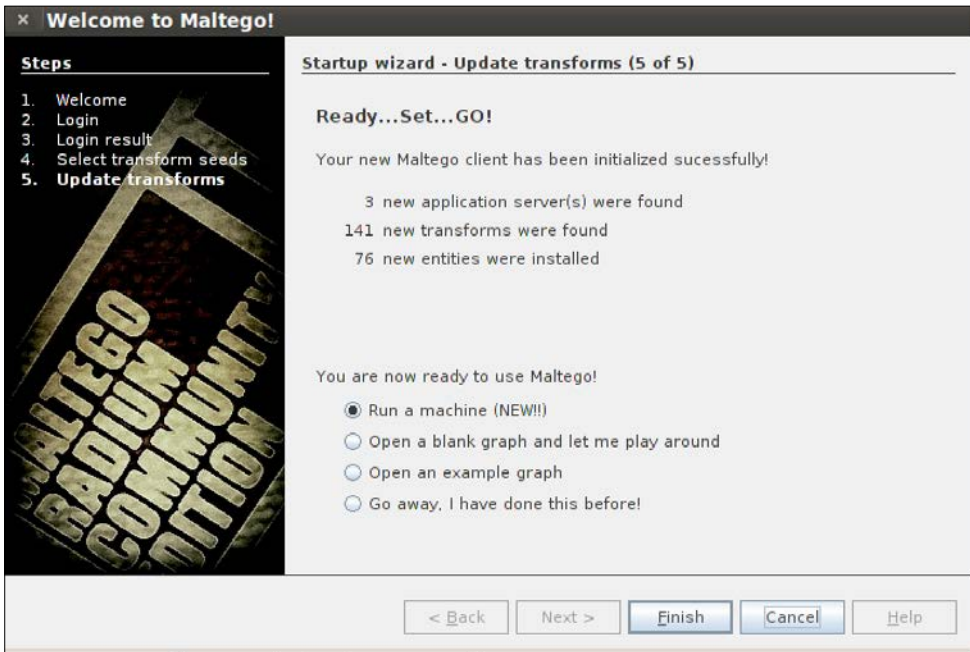 × Welcome to Maltego!
Steps
1. Welcome
2. Login
3. Login result
4. Select transform seeds
5. Update transforms
MALTEGO
RADIUM
COMMUNITY
EDITION
Startup wizard - Update transforms (5 of 5)
Ready...Set...GO!
Your new Maltego client has been initialized sucessfully!
3 new application server(s) were found
141 new transforms were found
76 new entities were installed
You are now ready to use Maltego!
Run a machine (NEW!!)
Open a blank graph and let me play around
Open an example graph
Go away, I have done this before!
< Back Next > Finish Cancel Help